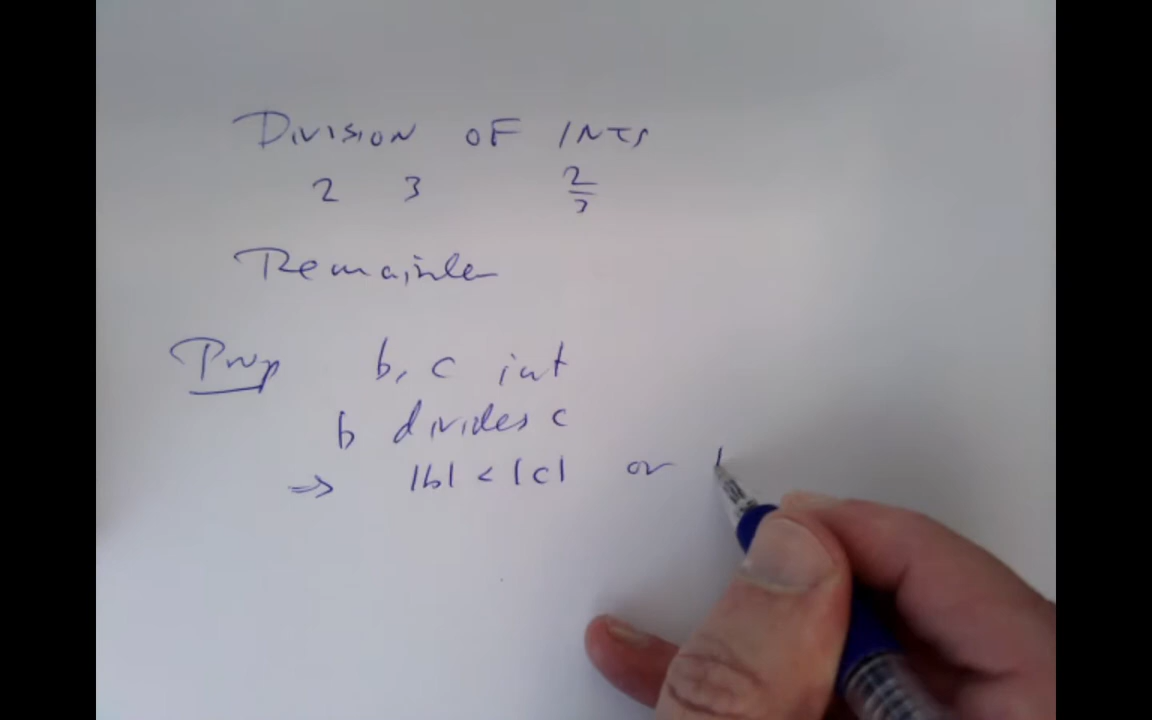 DIVISION OF INTS
2 3 2/3
Remainder
Prop b, c int
b divides c
=> |b| < |c| or